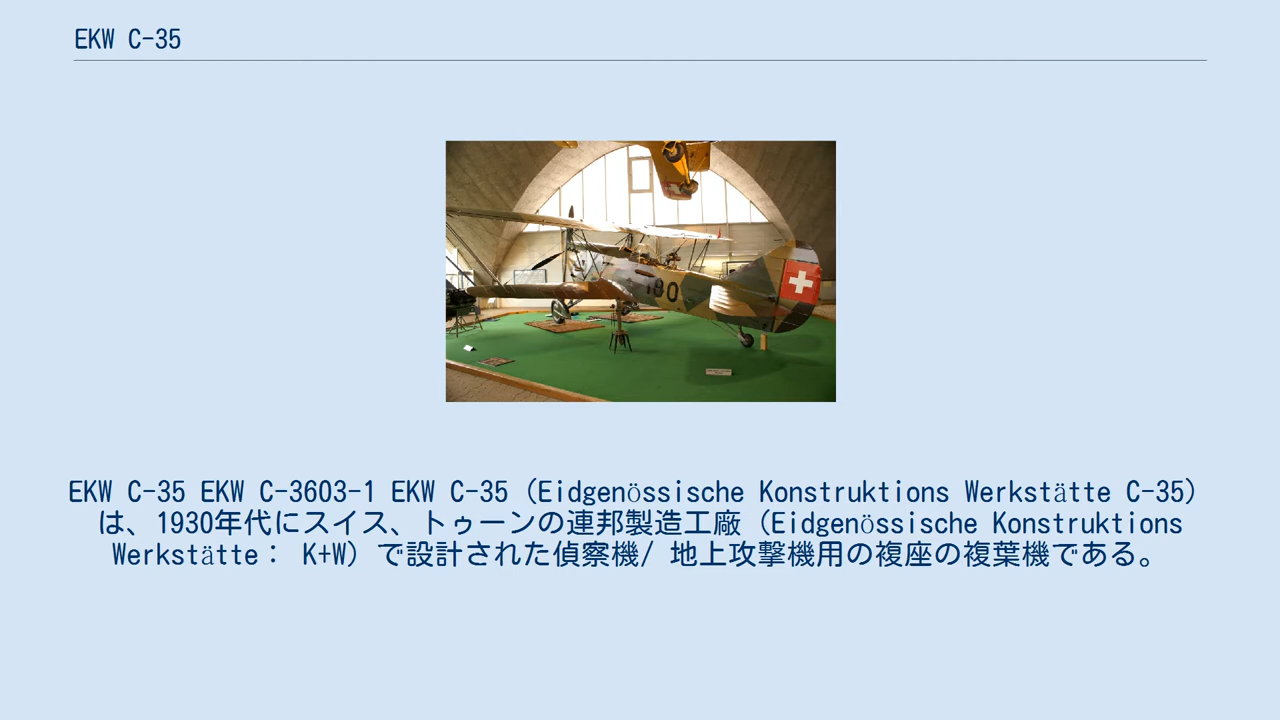 EKW C-35
180
EKW C-35 EKW C-3603-1 EKW C-35 (Eidgenössische Konstruktions Werkstätte C-35)
は、1930年代にスイス、トゥーンの連邦製造工廠 (Eidgenössische Konstruktions
Werkstätte： K+W) で設計された偵察機/ 地上攻撃機用の複座の複葉機である。